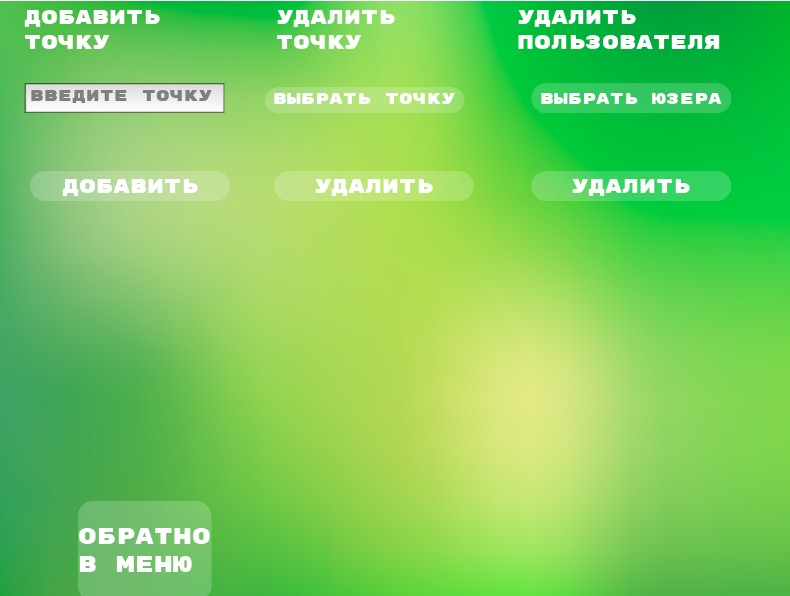 ДОБАВИТЬ
ТОЧКУ
УДАЛИТЬ
ТОЧКУ
УДАЛИТЬ
ПОЛЬЗОВАТЕЛЯ
ВВЕДИТЕ ТОЧКУ
ВЫБРАТЬ ТОЧКУ
ВЫБРАТЬ ЮЗЕРА
ДОБАВИТЬ
УДАЛИТЬ
УДАЛИТЬ
ОБРАТНО
В МЕНЮ